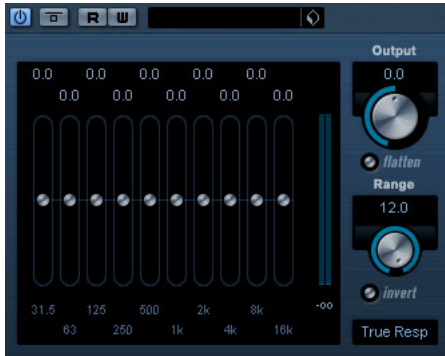 R W
Output
0.0 0.0 0.0 0.0 0.0 0.0
0.0 0.0 0.0 0.0 0.0
flatten
Range
12.0
invert
31.5 125 500 2k 8k -oo
63 250 1k 4k 16k
True Resp